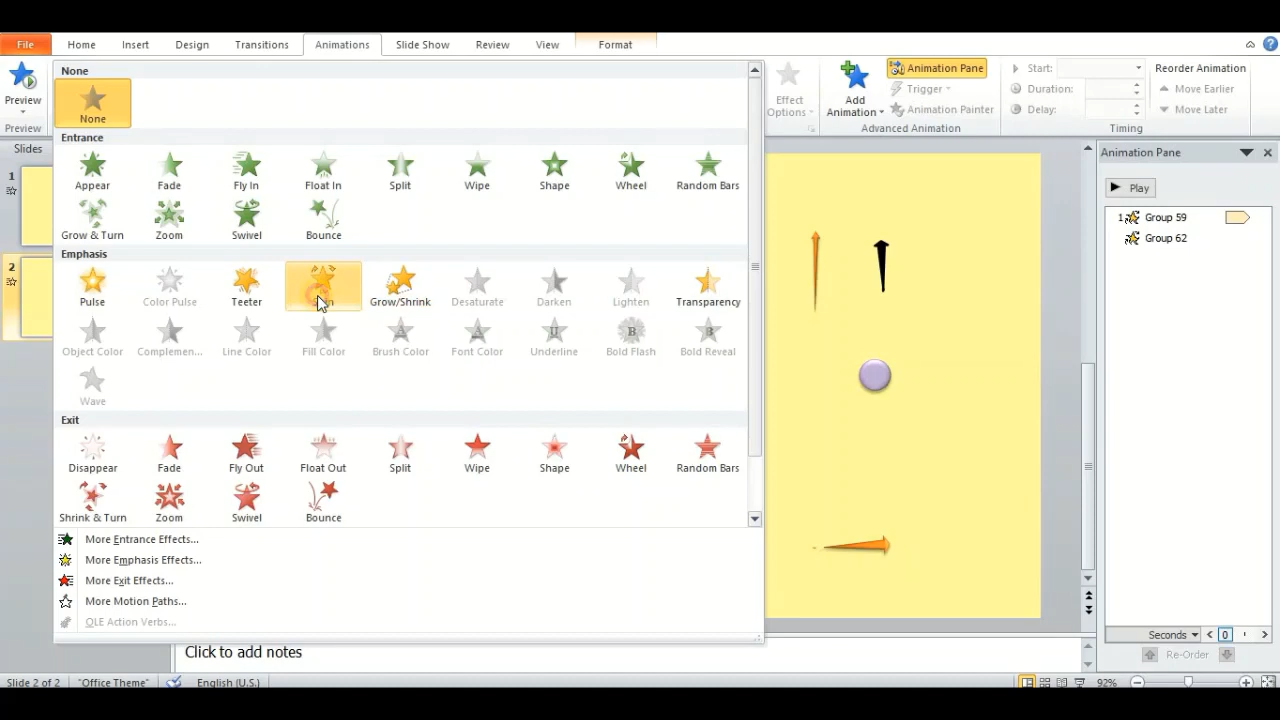 File Home Insert Design Transitions Animations Slide Show Review View Format
Preview
Preview
Effect Options
Add Animation
Animation Pane
Trigger
Animation Painter
Advanced Animation
Start:
Duration:
Delay:
Timing
Reorder Animation
Move Earlier
Move Later
Slides
1
2
None
None
Entrance
Appear Fade Fly In Float In Split Wipe Shape Wheel Random Bars
Grow & Turn Zoom Swivel Bounce
Emphasis
Pulse Color Pulse Teeter Grow/Shrink Desaturate Darken Lighten Transparency
Object Color Complemen... Line Color Fill Color Brush Color Font Color Underline Bold Flash Bold Reveal
Wave
Exit
Disappear Fade Fly Out Float Out Split Wipe Shape Wheel Random Bars
Shrink & Turn Zoom Swivel Bounce
More Entrance Effects...
More Emphasis Effects...
More Exit Effects...
More Motion Paths...
OLE Action Verbs...
Animation Pane
Play
1 Group 59
Group 62
Seconds 0
Re-Order
Click to add notes
Slide 2 of 2 "Office Theme" English (U.S.) 92%